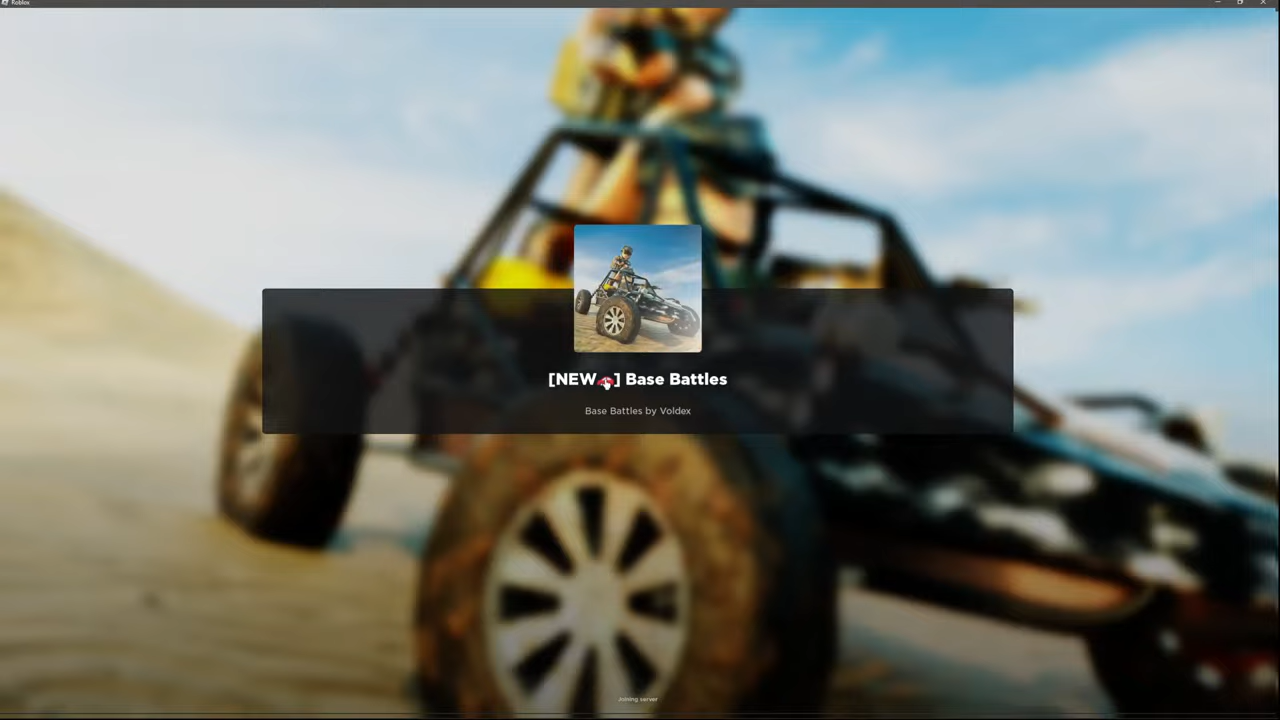 Roblox
[NEW🚗] Base Battles
Base Battles by Voldex
Joining server